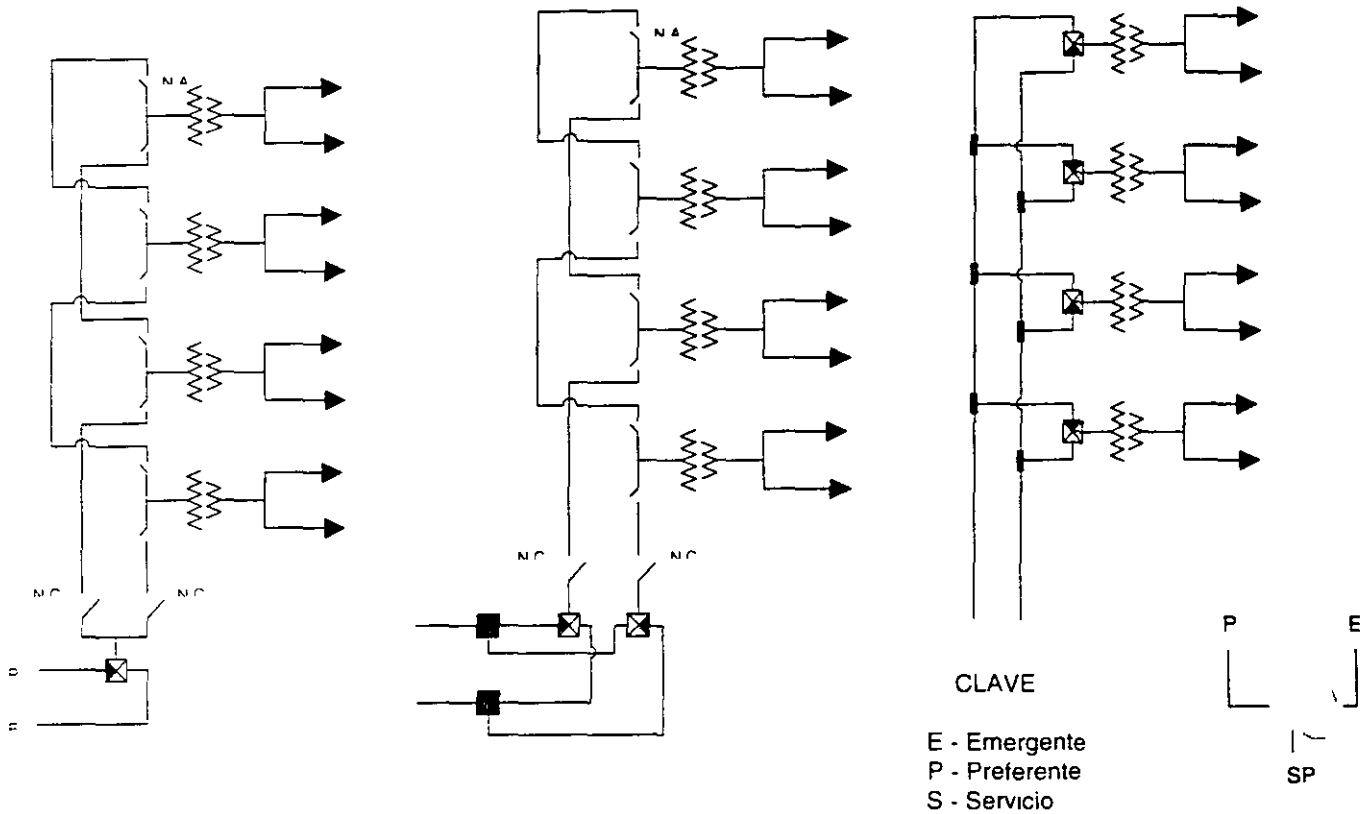 N.A
N.A
N.C
N.C
N.C
N.C
P
E
CLAVE
E - Emergente
P - Preferente
S - Servicio
P
E
SP